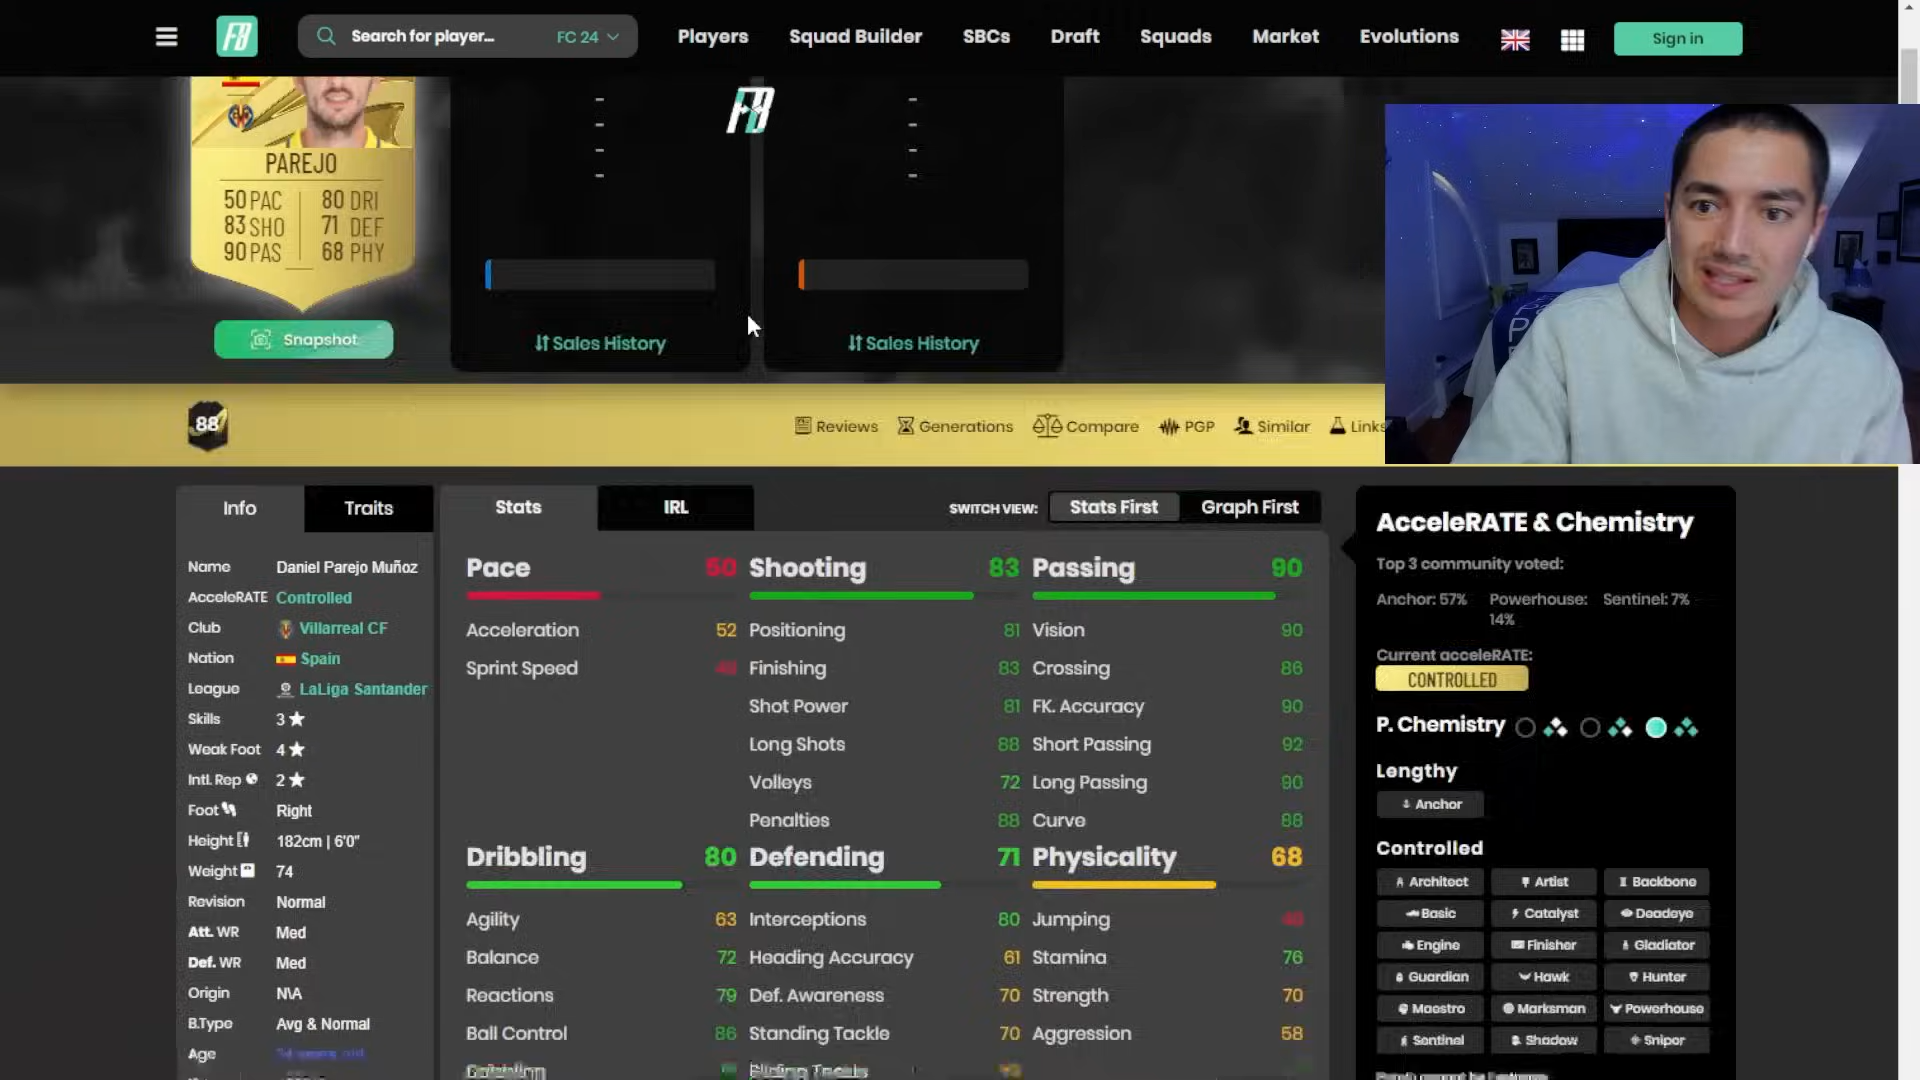 FB Search for player... FC 24 Players Squad Builder SBCs Draft Squads Market Evolutions Sign in
FB
PAREJO
50 PAC 80 DRI
83 SHO 71 DEF
90 PAS 68 PHY
Snapshot
Sales History Sales History
88 Reviews Generations Compare PGP Similar Links
Info Traits
Name Daniel Parejo Muñoz
AcceleRATE Controlled
Club Villarreal CF
Nation Spain
League LaLiga Santander
Skills 3
Weak Foot 4
Intl. Rep 2
Foot Right
Height 182cm | 6'0"
Weight 74
Revision Normal
Att. WR Med
Def. WR Med
Origin N\A
B.Type Avg & Normal
Age
Stats IRL SWITCH VIEW: Stats First Graph First
Pace 50
Acceleration 52
Sprint Speed
Shooting 83
Positioning 81
Finishing 83
Shot Power 81
Long Shots 88
Volleys 72
Penalties 88
Passing 90
Vision 90
Crossing 86
FK. Accuracy 90
Short Passing 92
Long Passing 90
Curve 88
Dribbling 80
Agility 63
Balance 72
Reactions 79
Ball Control 86
Defending 71
Interceptions 80
Heading Accuracy 61
Def. Awareness 70
Standing Tackle 70
Physicality 68
Jumping
Stamina 76
Strength 70
Aggression 58
AcceleRATE & Chemistry
Top 3 community voted:
Anchor: 57% Powerhouse: 14% Sentinel: 7%
Current acceleRATE:
CONTROLLED
P. Chemistry
Lengthy
Anchor
Controlled
Architect Artist Backbone
Basic Catalyst Deadeye
Engine Finisher Gladiator
Guardian Hawk Hunter
Maestro Marksman Powerhouse
Sentinel Shadow Sniper